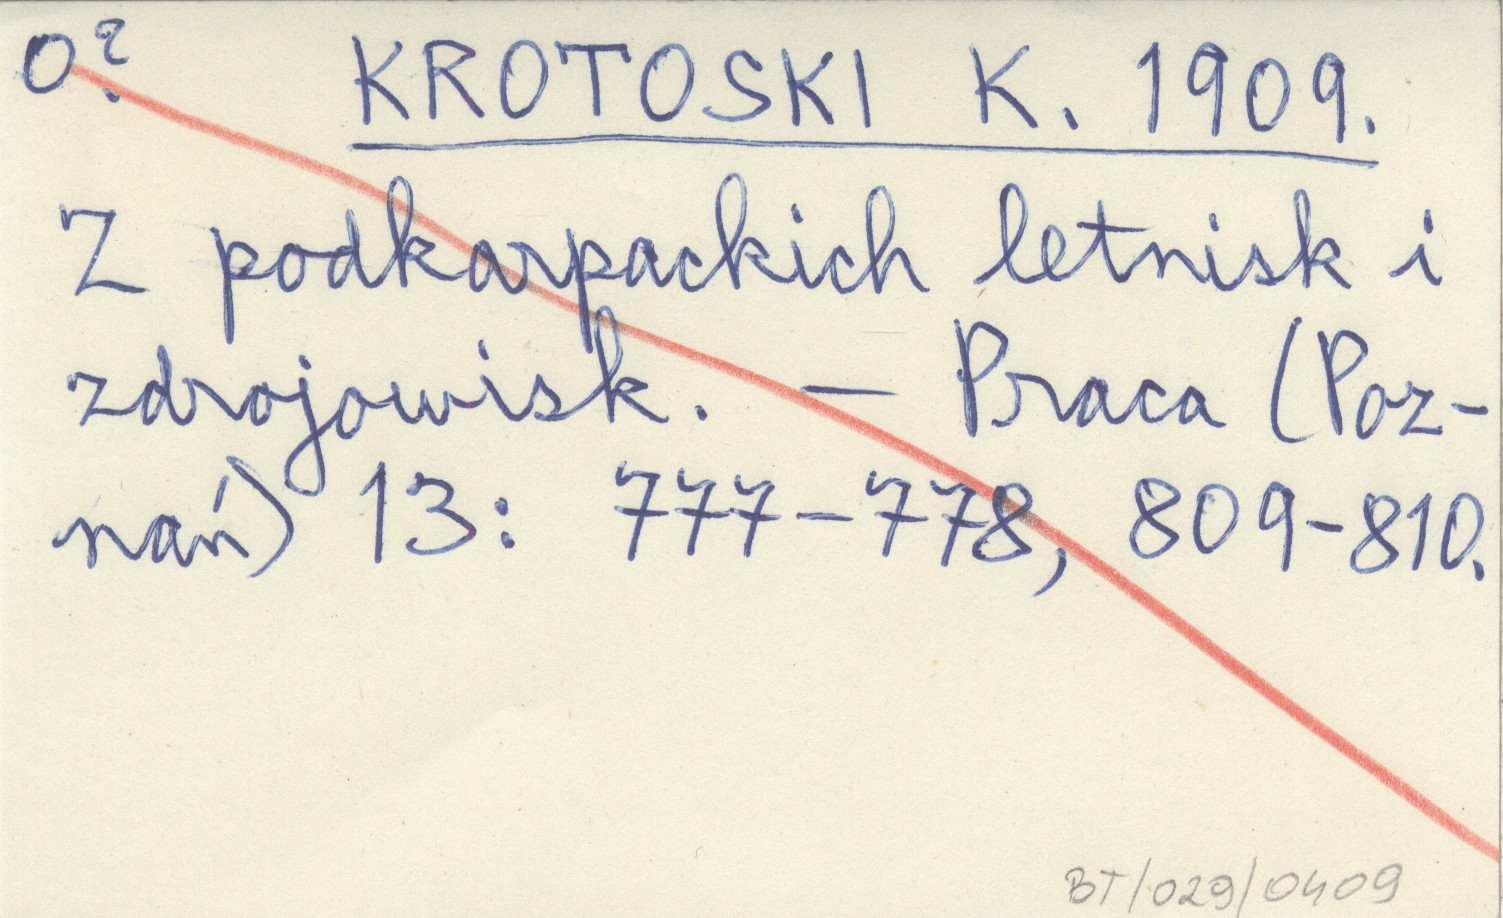 O?
KROTOSKI K. 1909.
Z podkarpackich letnisk i
zdrojowisk. — Praca (Poz-
nań) 13: 777-778, 809-810.
BT/029/0409